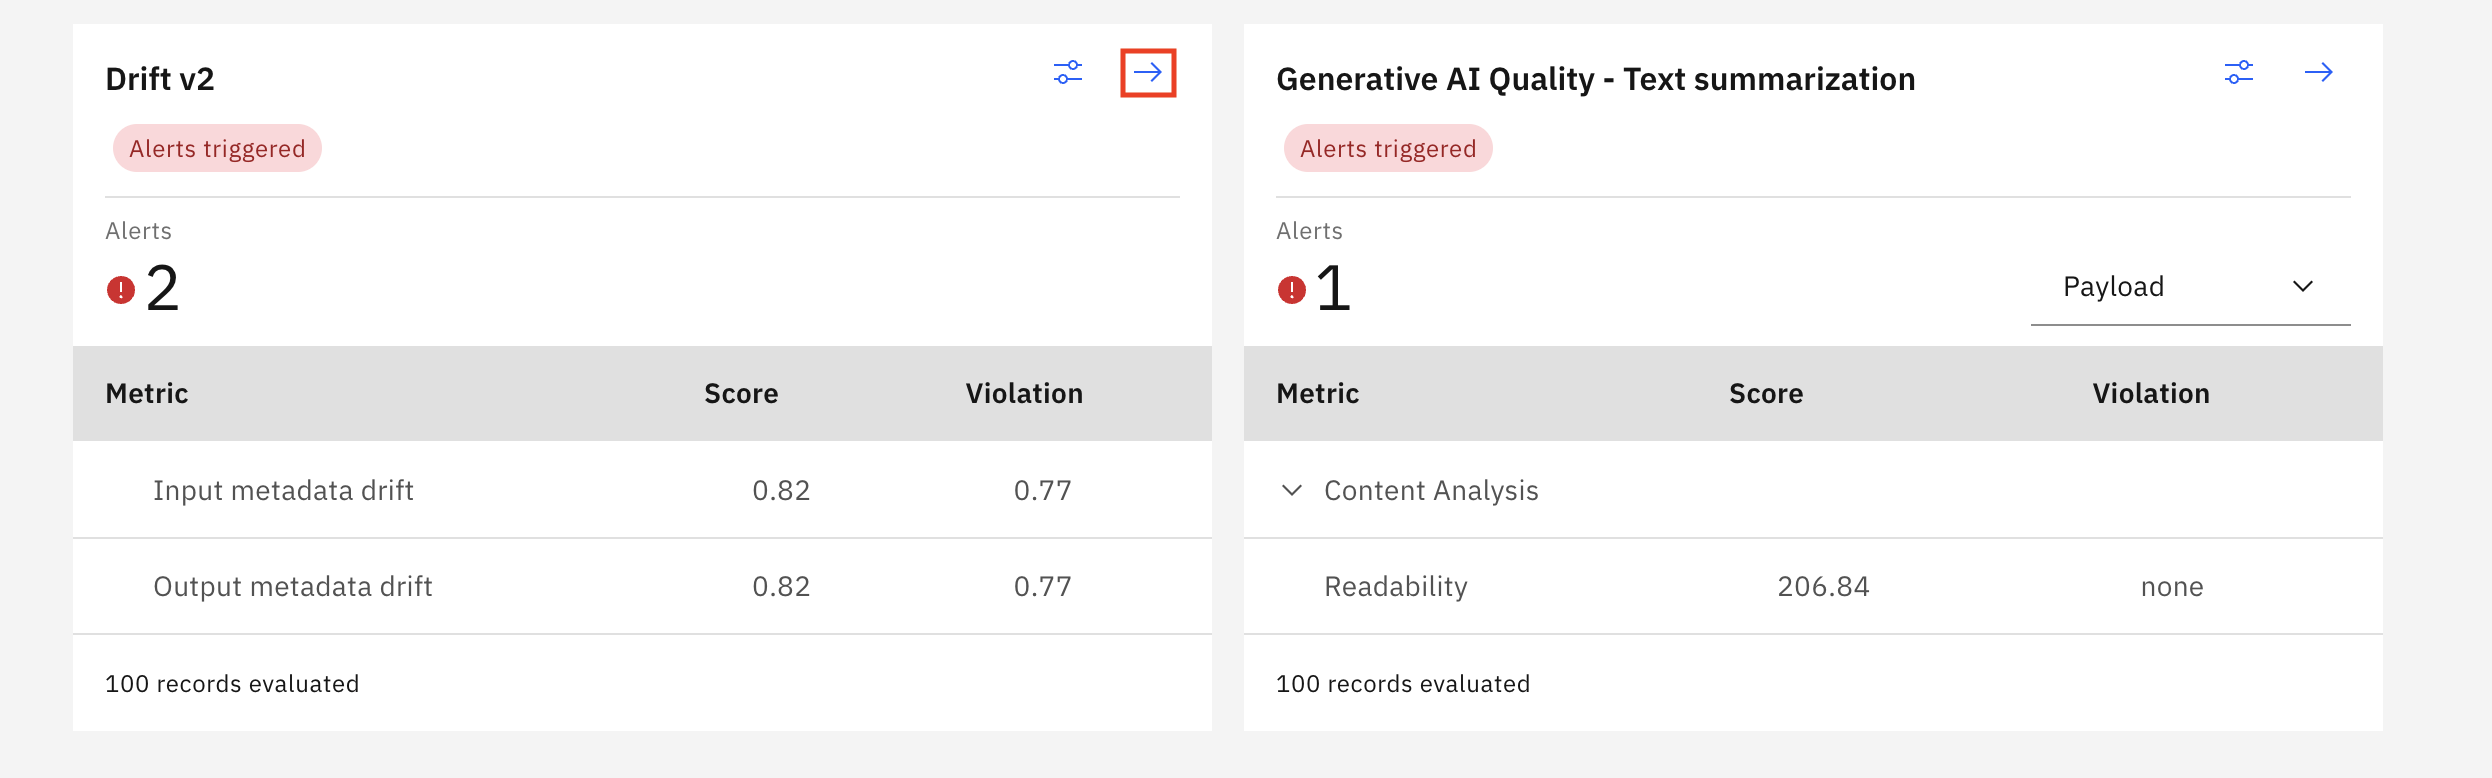 Drift v2
Alerts triggered
Alerts
2
Metric Score Violation
Input metadata drift 0.82 0.77
Output metadata drift 0.82 0.77
100 records evaluated
Generative AI Quality - Text summarization
Alerts triggered
Alerts
1
Payload
Metric Score Violation
Content Analysis
Readability 206.84 none
100 records evaluated